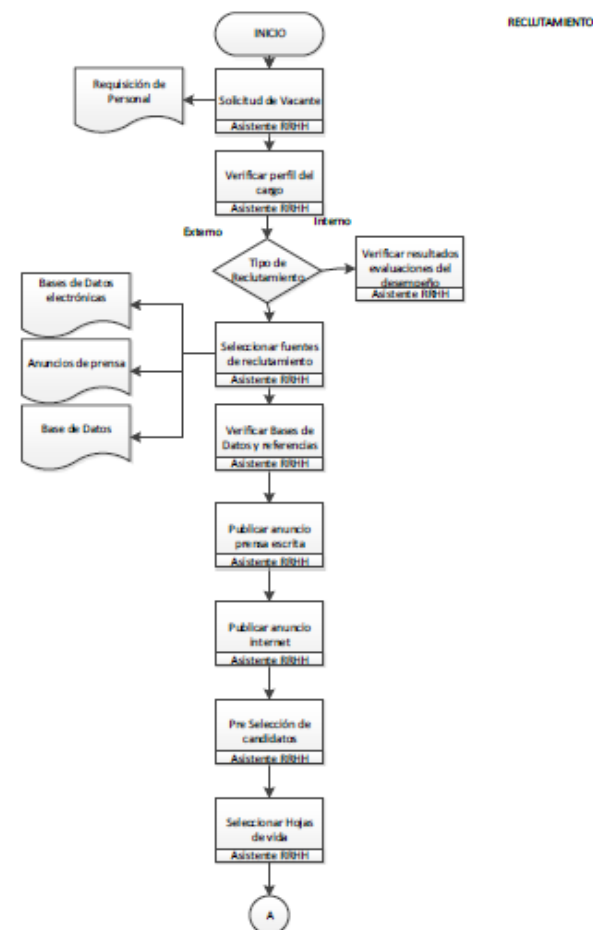 RECLUTAMIENTO
INICIO
Requisición de
Personal
Solicitud de Vacante
Asistente RRHH
Verificar perfil del
cargo
Asistente RRHH
Externo
Interno
Tipo de
Reclutamiento
Verificar resultados
evaluaciones del
desempeño
Asistente RRHH
Bases de Datos
electrónicas
Anuncios de prensa
Base de Datos
Seleccionar fuentes
de reclutamiento
Asistente RRHH
Verificar Bases de
Datos y referencias
Asistente RRHH
Publicar anuncio
prensa escrita
Asistente RRHH
Publicar anuncio
internet
Asistente RRHH
Pre Selección de
candidatos
Asistente RRHH
Seleccionar Hojas
de vida
Asistente RRHH
A